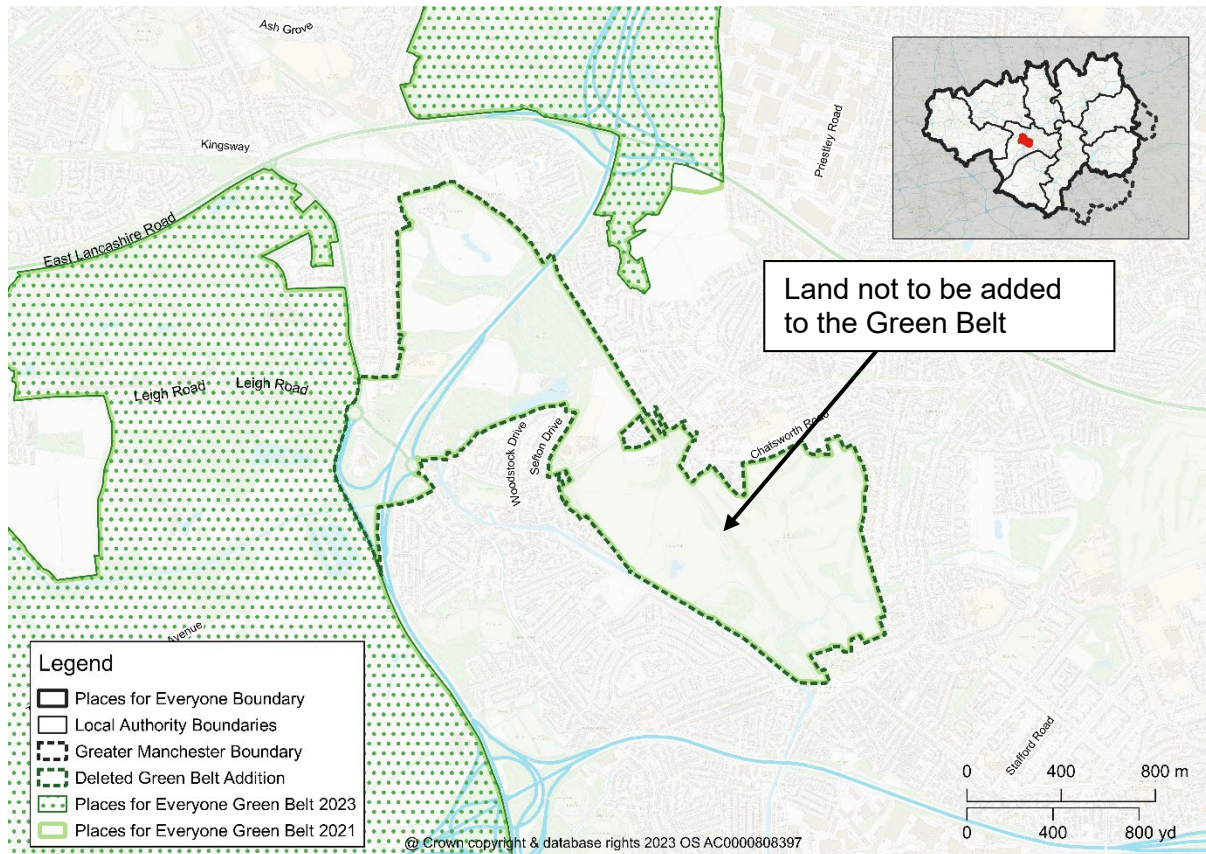 Ash Grove
Kingsway
Priestley Road
East Lancashire Road
Land not to be added
to the Green Belt
Leigh Road
Leigh Road
Woodstock Drive
Sefton Drive
Chatsworth Road
Avenue
Stafford Road
Legend
Places for Everyone Boundary
Local Authority Boundaries
Greater Manchester Boundary
Deleted Green Belt Addition
Places for Everyone Green Belt 2023
Places for Everyone Green Belt 2021
0 400 800 m
0 400 800 yd
@ Crown copyright & database rights 2023 OS AC0000808397